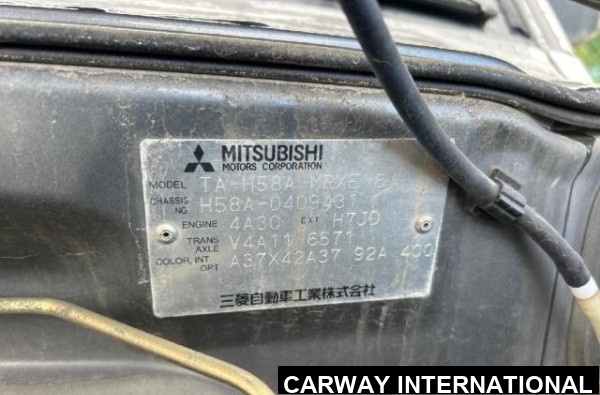 MITSUBISHI
MOTORS CORPORATION
MODEL TA-H58A MRXE 6
CHASSIS NO H58A-0409431
ENGINE 4A30 EXT H7JD
TRANS AXLE V4A11 6571
COLOR, INT OPT A37X42A37 92A 400
三菱自動車工業株式会社
CARWAY INTERNATIONAL